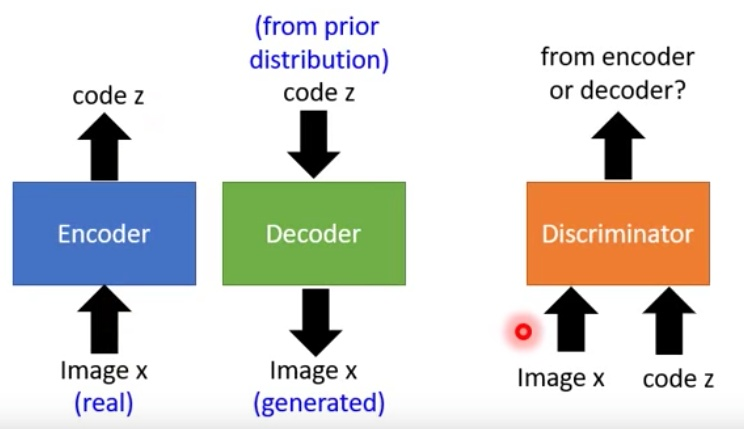 code z
Encoder
Image x
(real)
(from prior
distribution)
code z
Decoder
Image x
(generated)
from encoder
or decoder?
Discriminator
Image x
code z